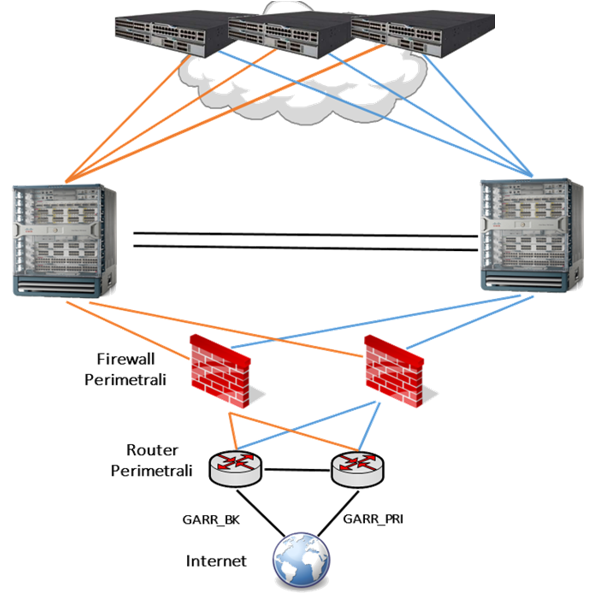 Firewall
Perimetrali
Router
Perimetrali
GARR_BK
GARR_PRI
Internet